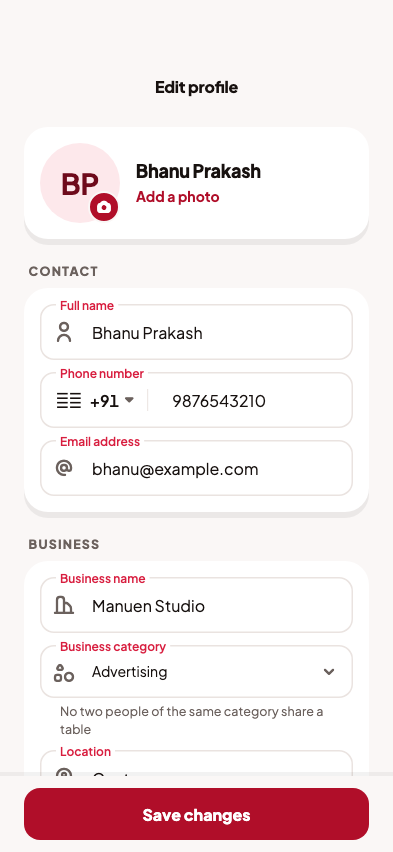 Edit profile
BP
Bhanu Prakash
Add a photo
CONTACT
Full name
Bhanu Prakash
Phone number
+91 9876543210
Email address
bhanu@example.com
BUSINESS
Business name
Manuen Studio
Business category
Advertising
No two people of the same category share a
table
Location
Save changes